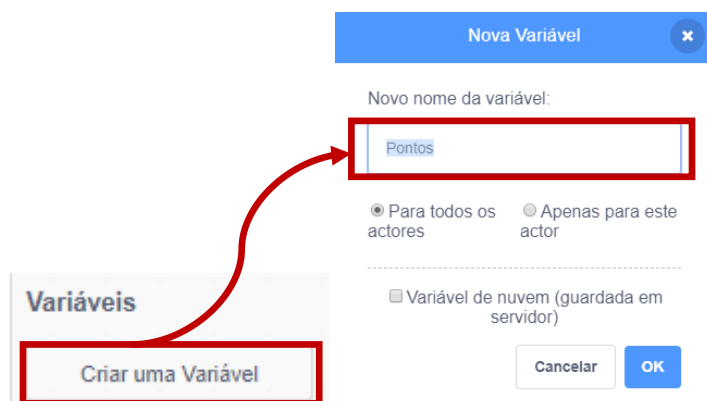 Nova Variável
Novo nome da variável:
Pontos
Para todos os
actores
Apenas para este
actor
Variável de nuvem (guardada em
servidor)
Cancelar
OK
Variáveis
Criar uma Variável